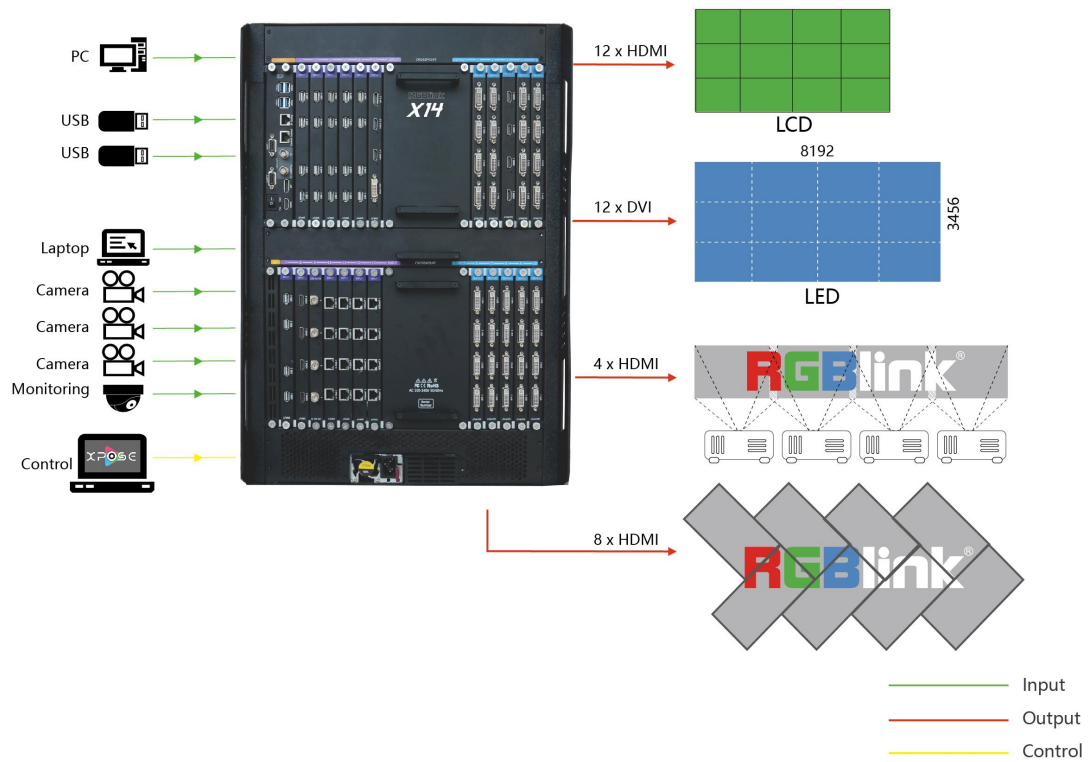 PC
USB
USB
Laptop
Camera
Camera
Camera
Monitoring
Control
XPOSE
RGBlink
X14
12 x HDMI
LCD
8192
12 x DVI
3456
LED
4 x HDMI
RGBlink®
8 x HDMI
RGBlink®
Input
Output
Control